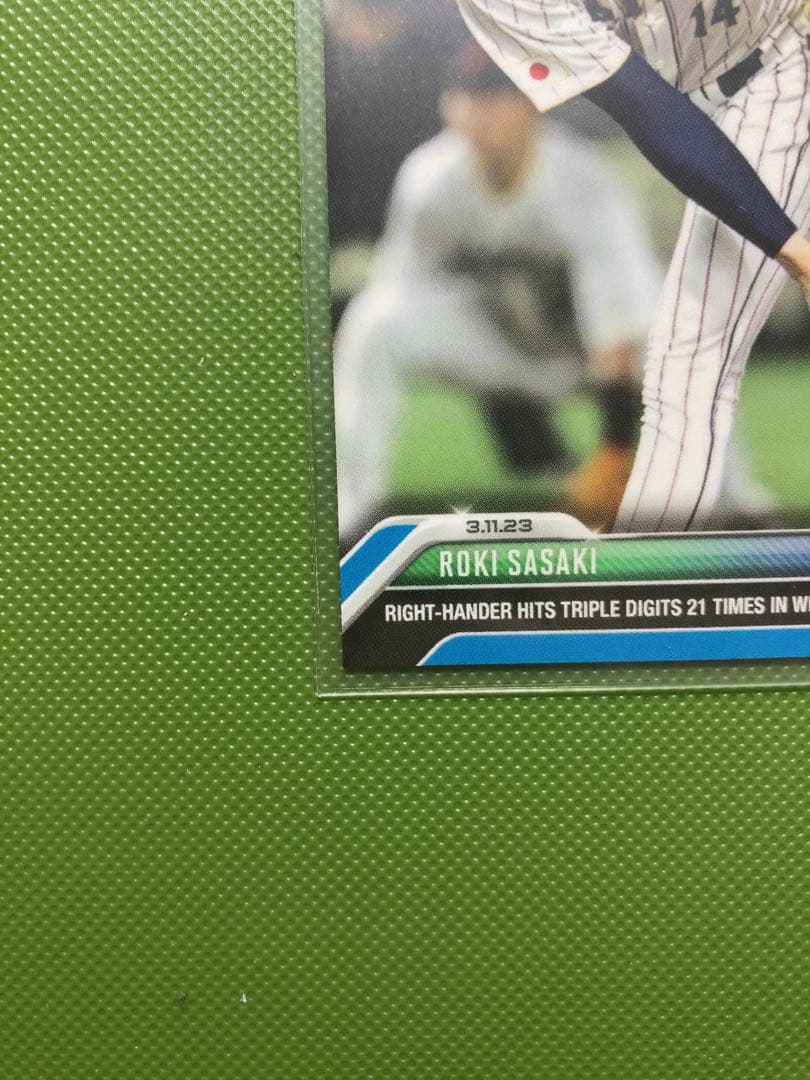 14
3.11.23
ROKI SASAKI
RIGHT-HANDER HITS TRIPLE DIGITS 21 TIMES IN